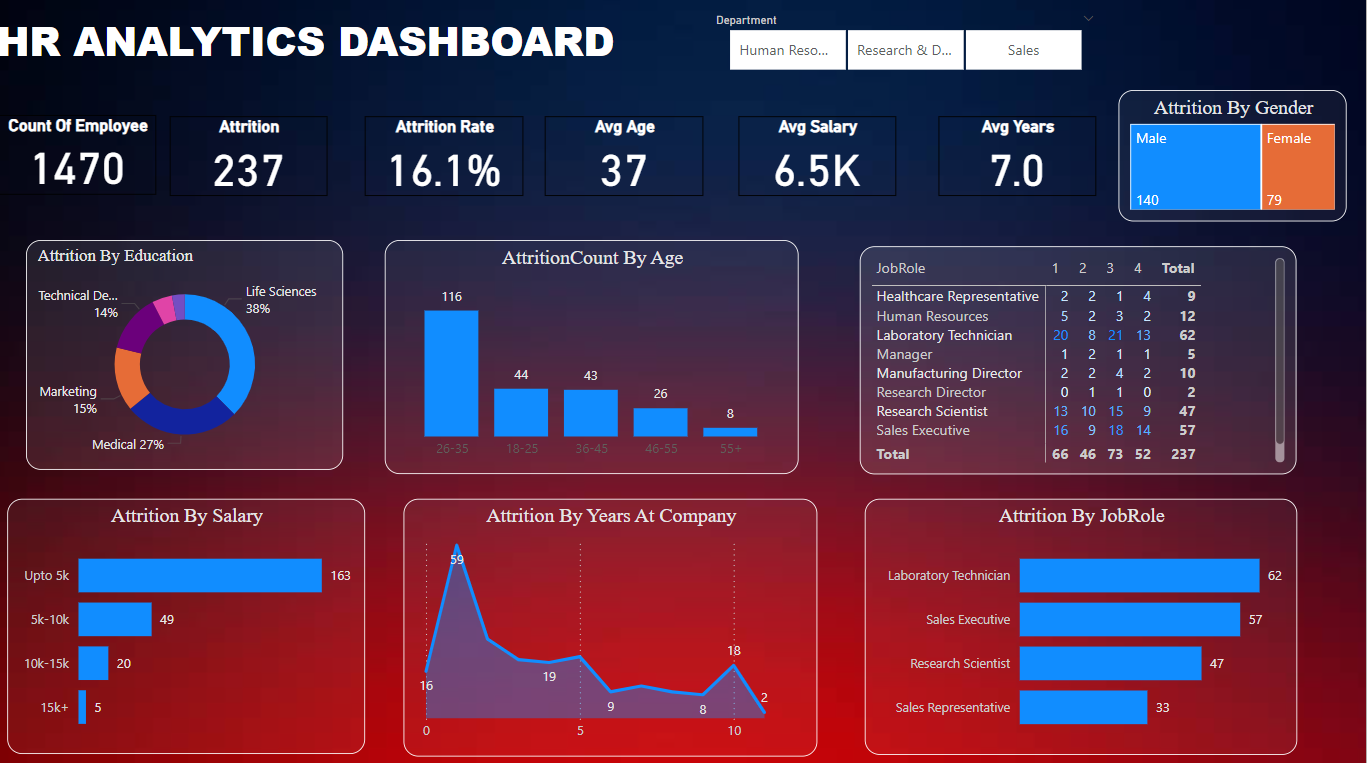 Department
HR ANALYTICS DASHBOARD
Human Reso... Research & D... Sales
Count Of Employee
1470
Attrition
237
Attrition Rate
16.1%
Avg Age
37
Avg Salary
6.5K
Avg Years
7.0
Attrition By Gender
Male Female
140 79
Attrition By Education
Life Sciences
38%
Technical De...
14%
Marketing
15%
Medical 27%
AttritionCount By Age
116
44
43
26
8
26-35 18-25 36-45 46-55 55+
JobRole 1 2 3 4 Total
Healthcare Representative 2 2 1 4 9
Human Resources 5 2 3 2 12
Laboratory Technician 20 8 21 13 62
Manager 1 2 1 1 5
Manufacturing Director 2 2 4 2 10
Research Director 0 1 1 0 2
Research Scientist 13 10 15 9 47
Sales Executive 16 9 18 14 57
Total 66 46 73 52 237
Attrition By Salary
Upto 5k 163
5k-10k 49
10k-15k 20
15k+ 5
Attrition By Years At Company
59
16
19
9
8
18
2
0 5 10
Attrition By JobRole
Laboratory Technician 62
Sales Executive 57
Research Scientist 47
Sales Representative 33